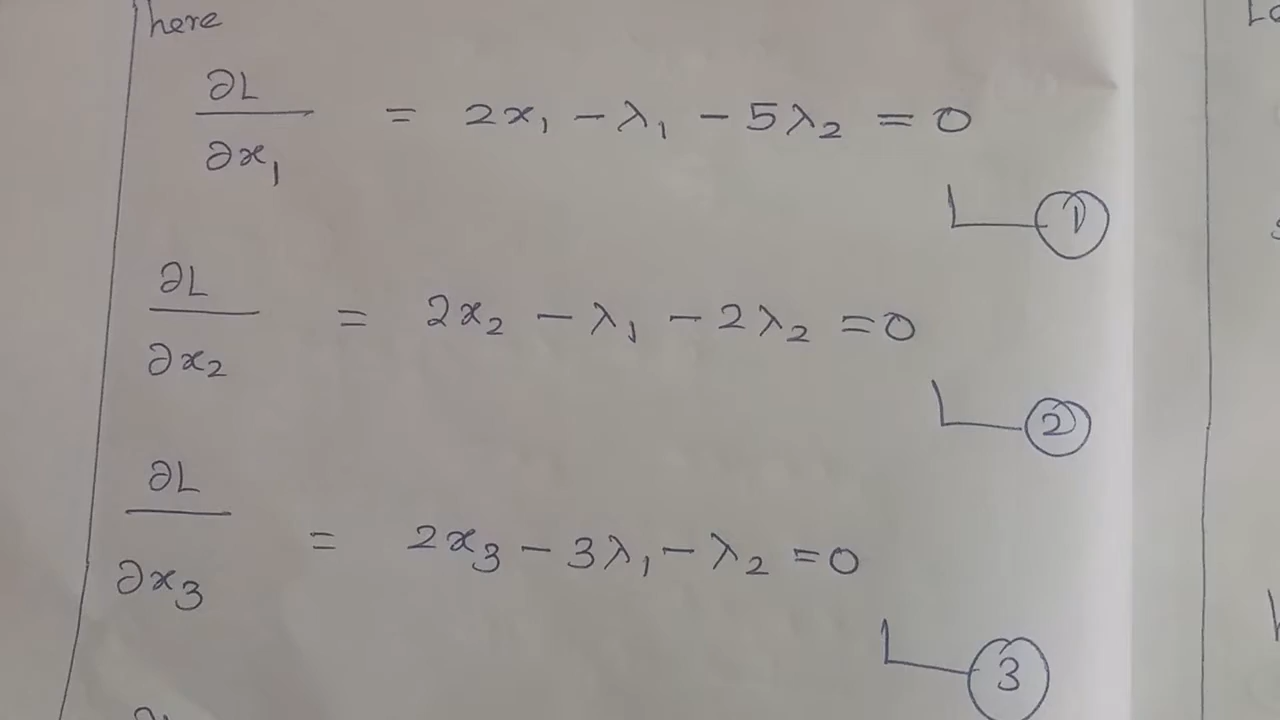 here
∂L/∂x₁ = 2x₁ - λ₁ - 5λ₂ = 0
①
∂L/∂x₂ = 2x₂ - λ₁ - 2λ₂ = 0
②
∂L/∂x₃ = 2x₃ - 3λ₁ - λ₂ = 0
③